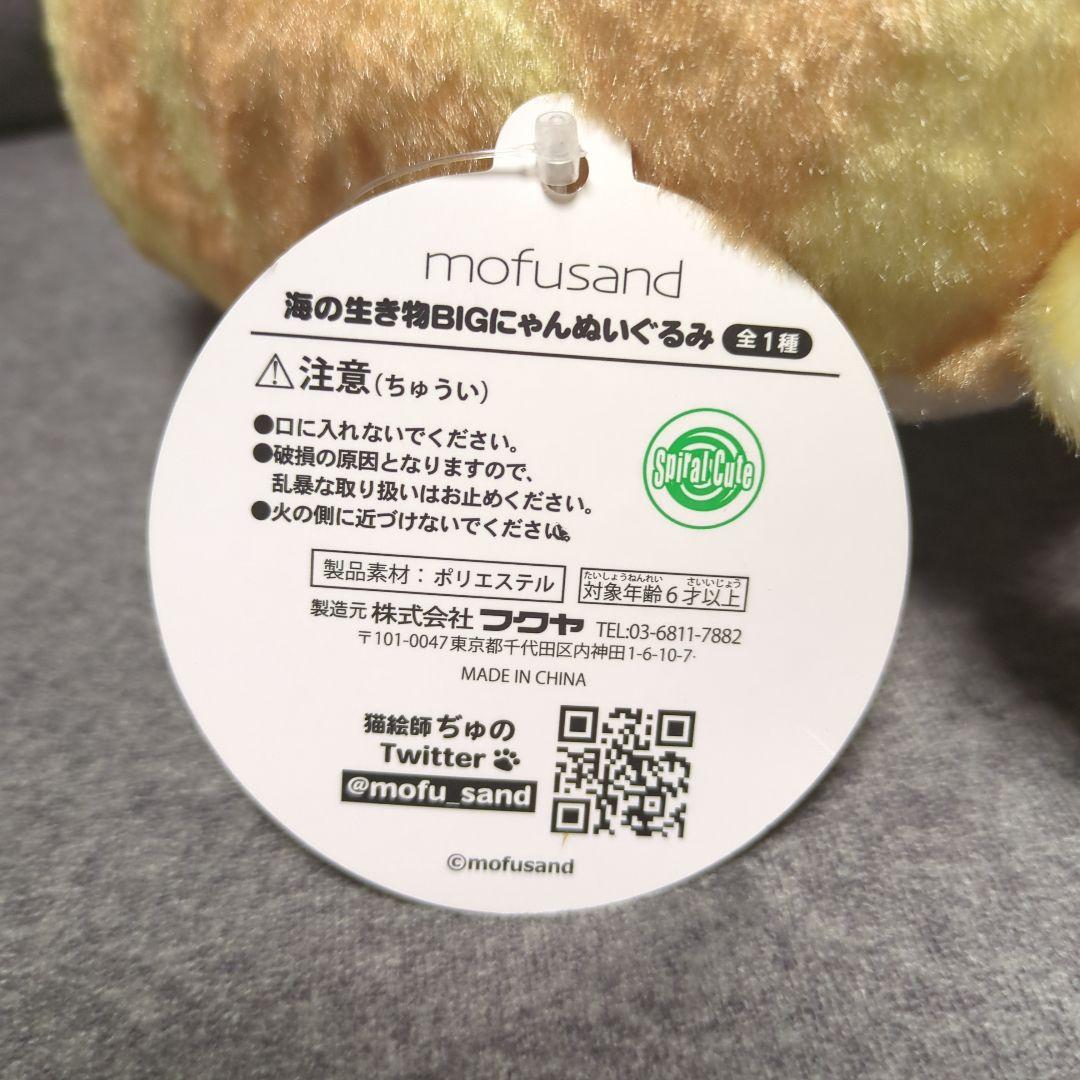 mofusand
海の生き物BIGにゃんぬいぐるみ 全1種
注意(ちゅうい)
●口に入れないでください。
●破損の原因となりますので、
乱暴な取り扱いはお止めください。
●火の側に近づけないでください。
Spiral Cute
製品素材:ポリエステル
たいしょうねんれい さいいじょう
対象年齢6才以上
製造元 株式会社フクヤ TEL:03-6811-7882
〒101-0047東京都千代田区内神田1-6-10-7
MADE IN CHINA
猫絵師ぢゅの
Twitter
@mofu_sand
©mofusand